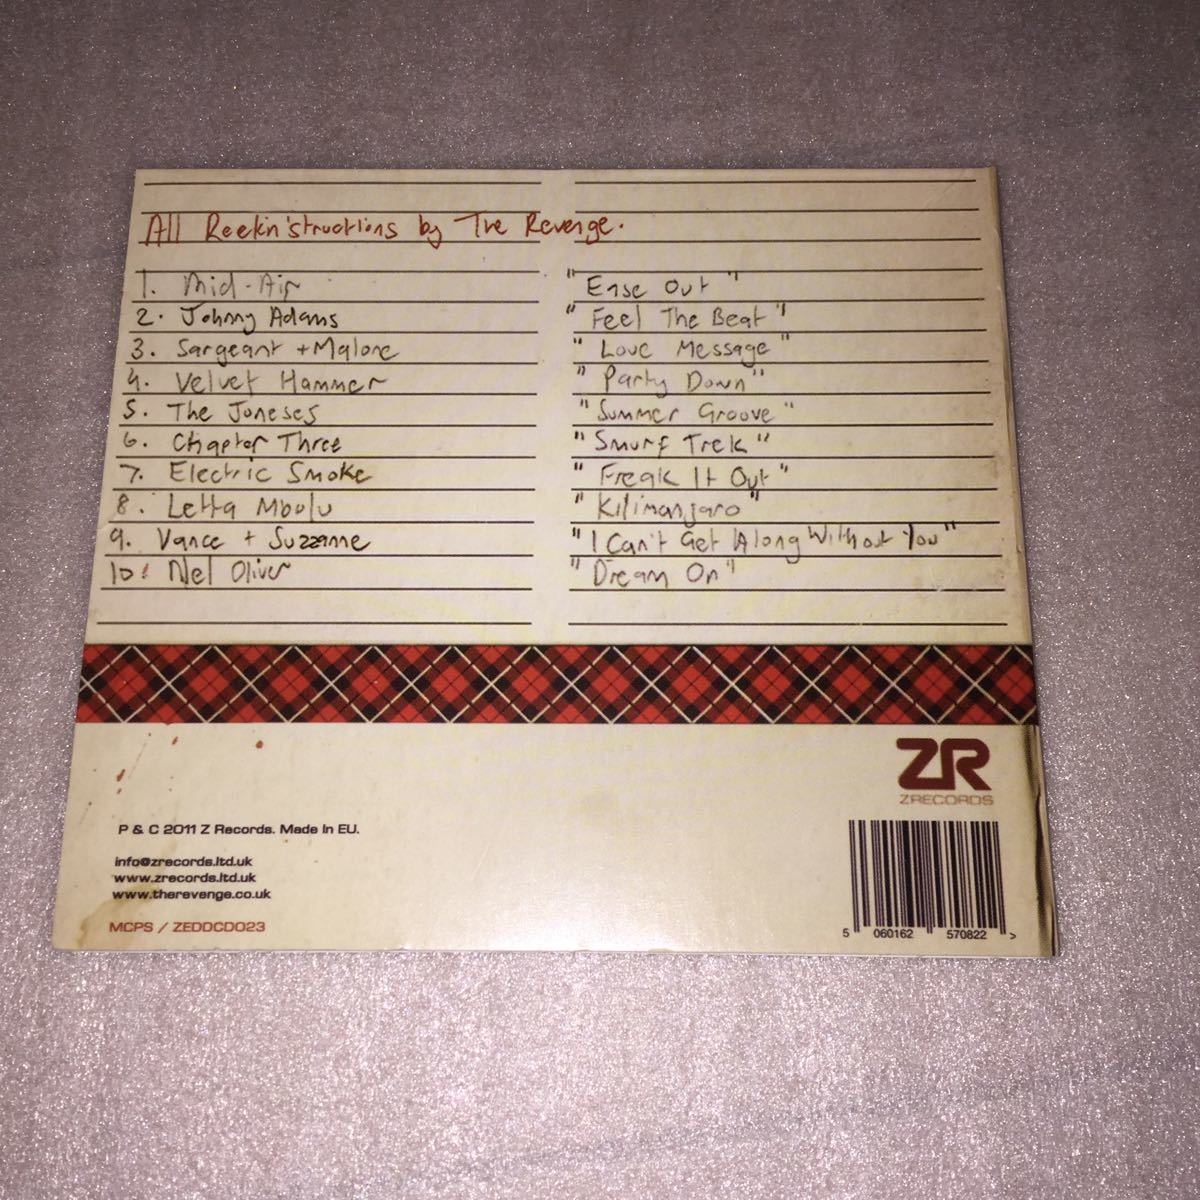 All Reekin'structions by The Revenge.
1. Mid-Air "Ease Out"
2. Johnny Adams "Feel The Beat"
3. Sargeant + Malone "Love Message"
4. Velvet Hammer "Party Down"
5. The Joneses "Summer Groove"
6. Chapter Three "Smurf Trek"
7. Electric Smoke "Freak It Out"
8. Letta Mbulu "Kilimanjaro"
9. Vance + Suzzanne "I Can't Get Along Without You"
10. Nel Oliver "Dream On"
ZR
ZRECORDS
P & C 2011 Z Records. Made In EU.
info@zrecords.ltd.uk
www.zrecords.ltd.uk
www.therevenge.co.uk
MCPS / ZEDDCD023
5 060162 570822 >